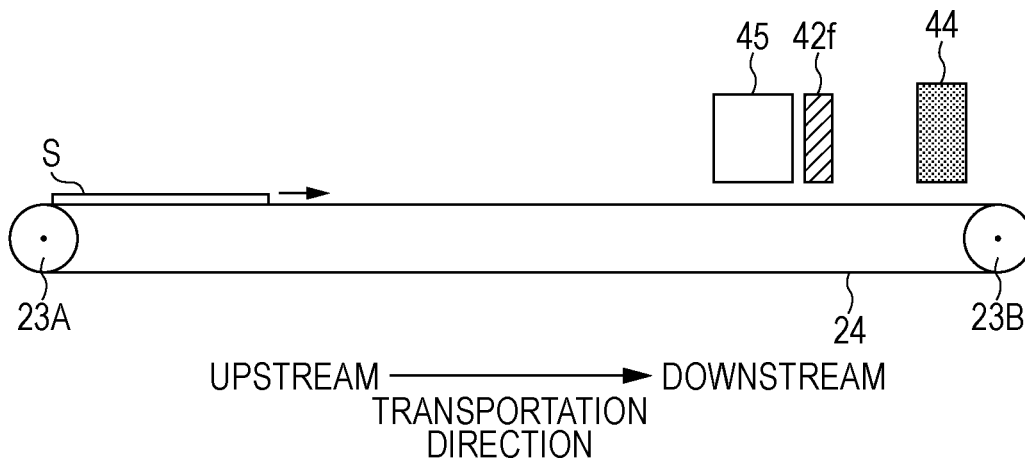 45 42f 44
S
23A 24 23B
UPSTREAM DOWNSTREAM
TRANSPORTATION
DIRECTION